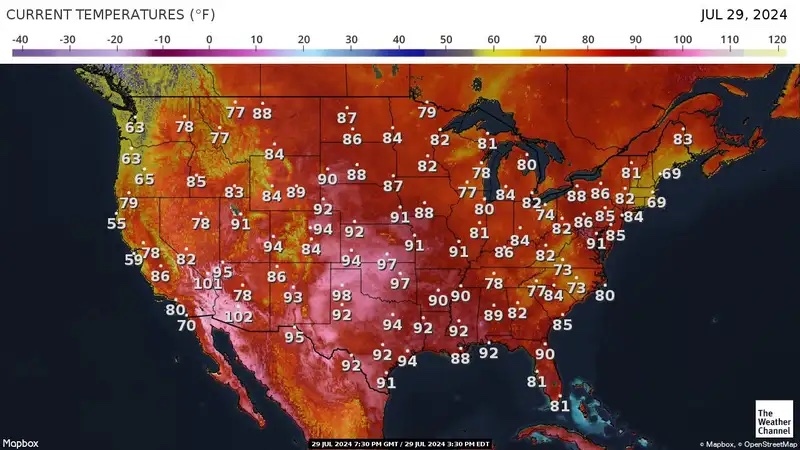 CURRENT TEMPERATURES (°F) JUL 29, 2024
-40 -30 -20 -10 0 10 20 30 40 50 60 70 80 90 100 110 120
77 88 87 79
63 78 77 86 84 82 81 83
63 84 82 78 80 81 69
65 85 83 84 89 90 88 87 77 84 82 88 86 82 69
79 92 91 88 80 74 85 84
55 78 91 94 92 81 84 82 86 85
59 78 82 94 84 94 91 91 86 82 91
86 101 95 86 97 97 78 73
80 78 102 93 98 90 90 77 84 73 80
70 95 92 94 92 92 89 82 85
92 92 94 88 92 90
91 81
81
The
Weather
Channel
Mapbox 29 JUL 2024 7:30 PM GMT / 29 JUL 2024 3:30 PM EDT © Mapbox, © OpenStreetMap